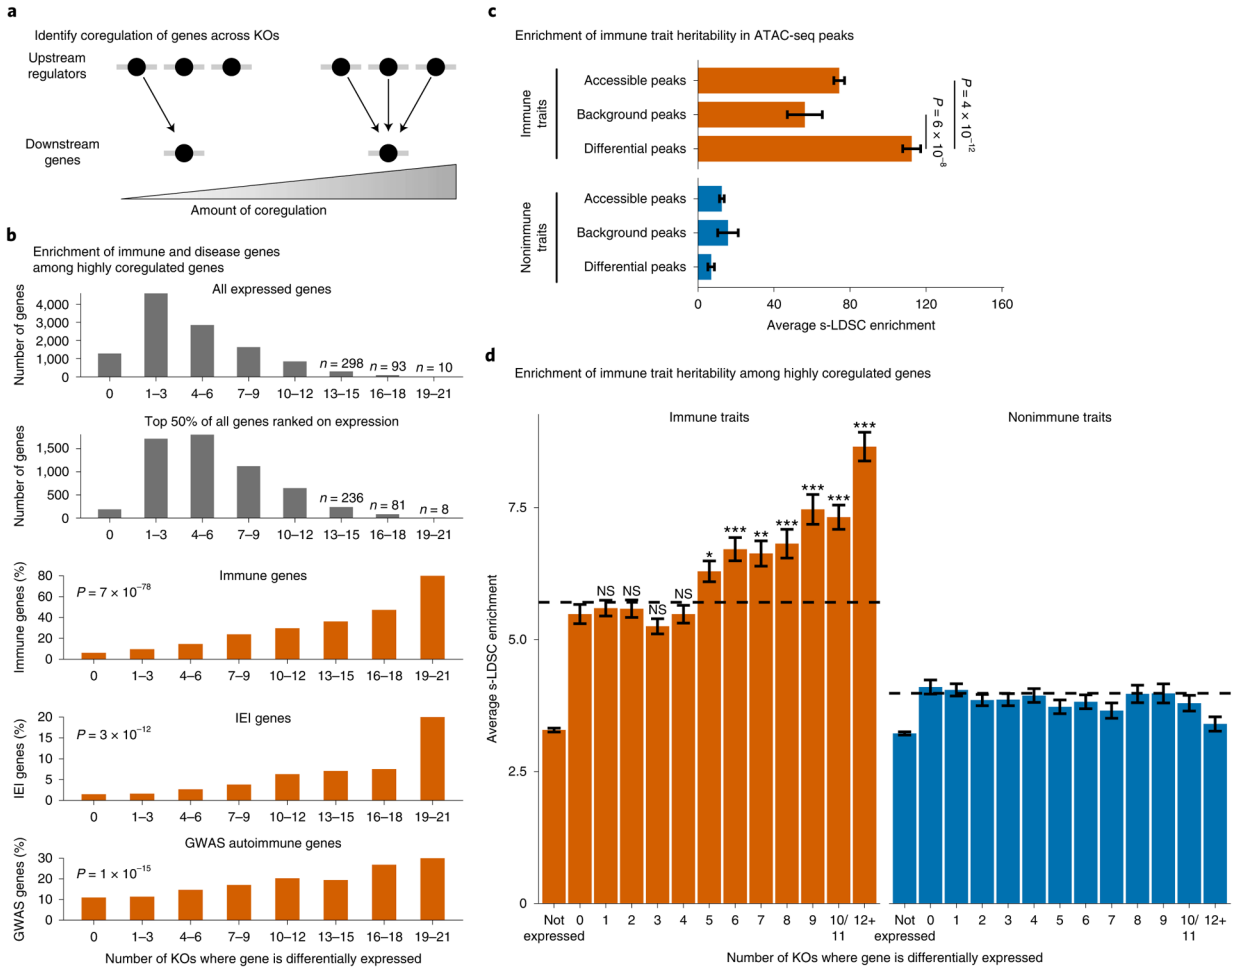 a
Identify coregulation of genes across KOs
Upstream
regulators
Downstream
genes
Amount of coregulation
b
Enrichment of immune and disease genes
among highly coregulated genes
All expressed genes
Number of genes
4,000
3,000
2,000
1,000
0
n = 298 n = 93 n = 10
0 1–3 4–6 7–9 10–12 13–15 16–18 19–21
Top 50% of all genes ranked on expression
Number of genes
1,500
1,000
500
0
n = 236 n = 81 n = 8
0 1–3 4–6 7–9 10–12 13–15 16–18 19–21
Immune genes
P = 7 × 10⁻⁷⁸
Immune genes (%)
80
60
40
20
0
0 1–3 4–6 7–9 10–12 13–15 16–18 19–21
IEI genes
P = 3 × 10⁻¹²
IEI genes (%)
20
15
10
5
0
0 1–3 4–6 7–9 10–12 13–15 16–18 19–21
GWAS autoimmune genes
P = 1 × 10⁻¹⁵
GWAS genes (%)
30
20
10
0
0 1–3 4–6 7–9 10–12 13–15 16–18 19–21
Number of KOs where gene is differentially expressed
c
Enrichment of immune trait heritability in ATAC-seq peaks
Immune
traits
Accessible peaks
Background peaks
Differential peaks
P = 6 × 10⁻⁸
P = 4 × 10⁻¹²
Nonimmune
traits
Accessible peaks
Background peaks
Differential peaks
0 40 80 120 160
Average s-LDSC enrichment
d
Enrichment of immune trait heritability among highly coregulated genes
Immune traits
Nonimmune traits
Average s-LDSC enrichment
7.5
5.0
2.5
0
NS NS NS NS * *** ** *** *** *** ***
Not
expressed
0 1 2 3 4 5 6 7 8 9 10/
11
12+
Not
expressed
0 1 2 3 4 5 6 7 8 9 10/
11
12+
Number of KOs where gene is differentially expressed